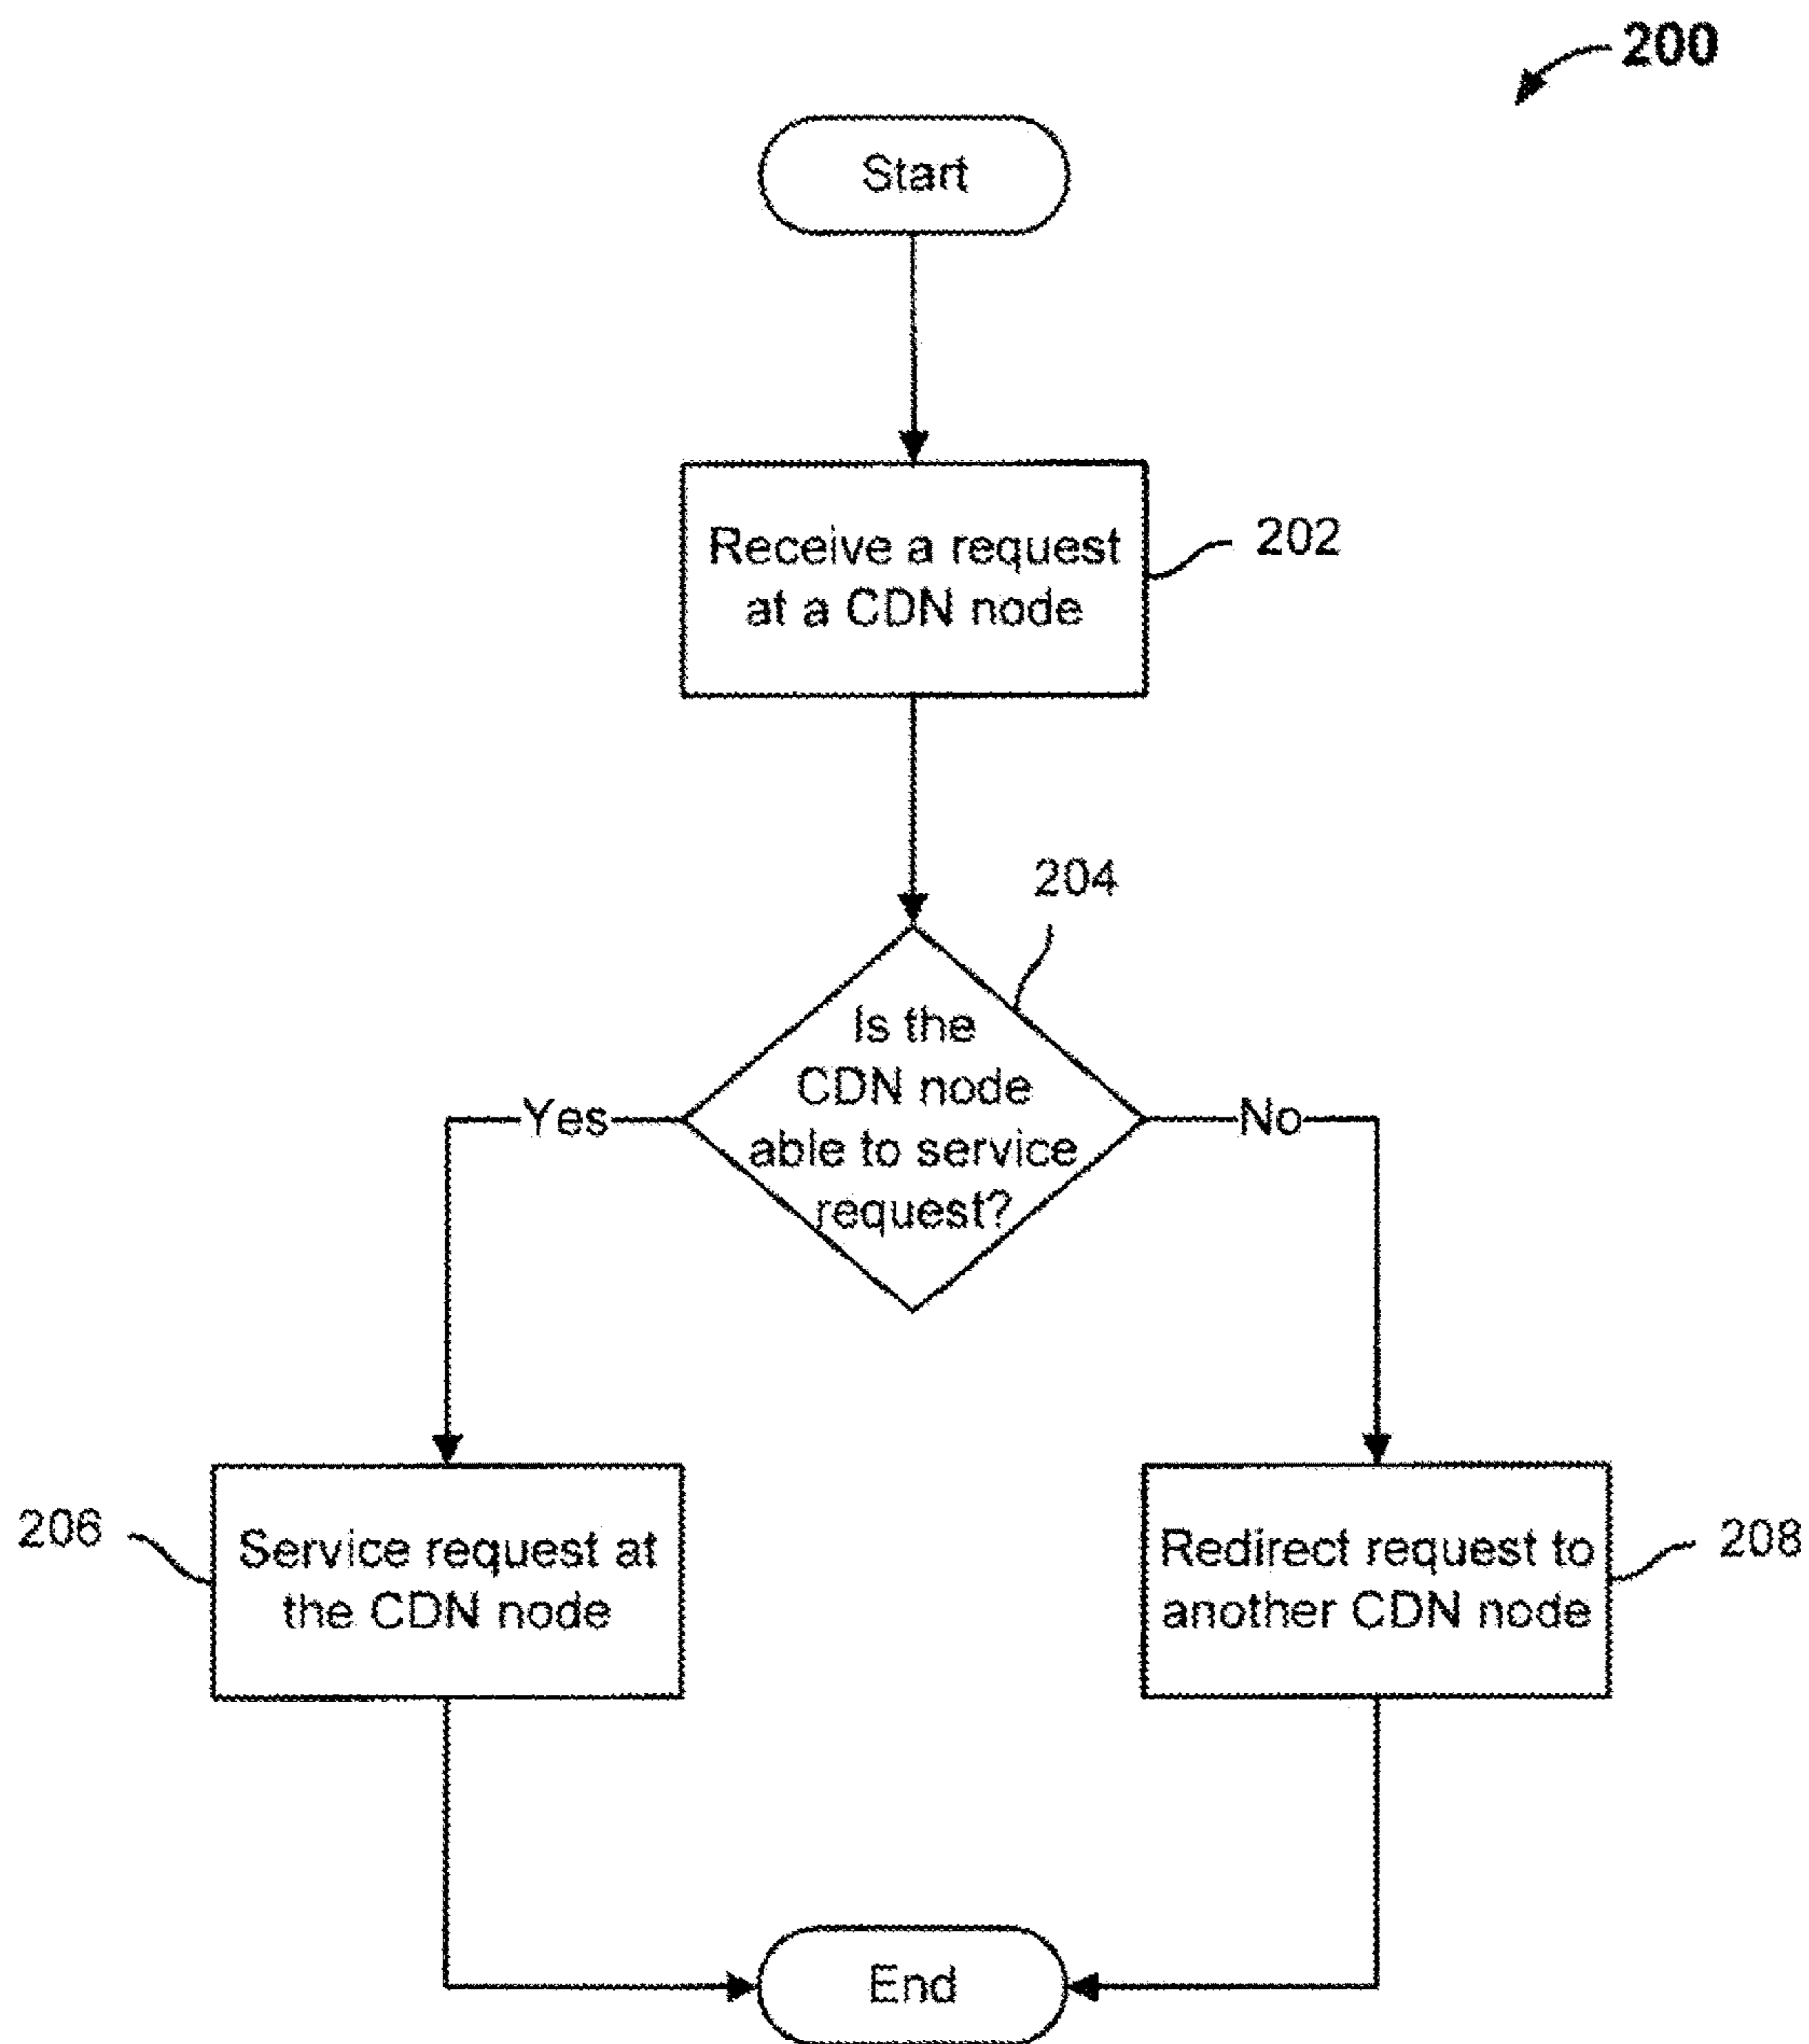 200
Start
Receive a request
at a CDN node
202
204
Is the
CDN node
able to service
request?
Yes
No
206
Service request at
the CDN node
Redirect request to
another CDN node
208
End